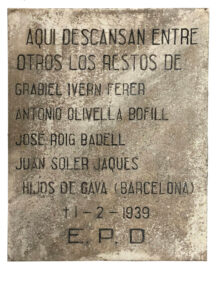 AQUI DESCANSAN ENTRE
OTROS LOS RESTOS DE
GRABIEL IVERN FERER
ANTONIO OLIVELLA BOFILL
JOSE ROIG BADELL
JUAN SOLER JAQUES
HIJOS DE GAVA (BARCELONA)
†1-2-1939
E.P.D